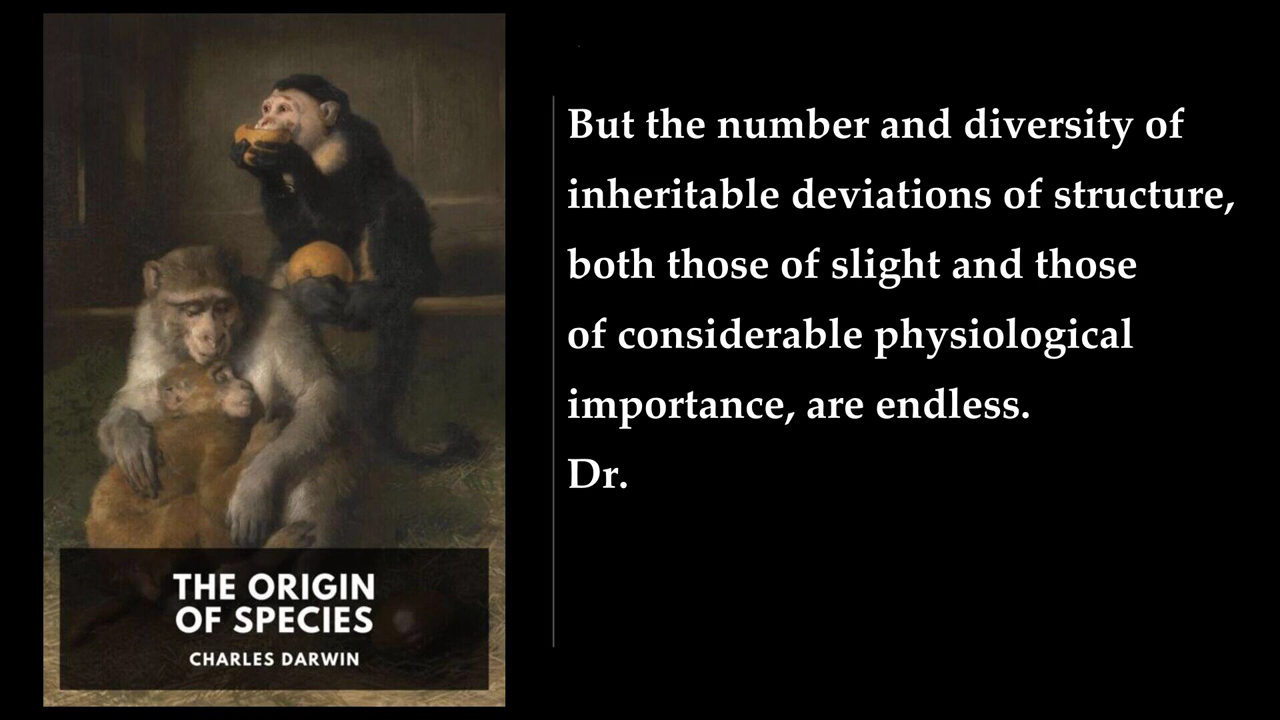 But the number and diversity of
inheritable deviations of structure,
both those of slight and those
of considerable physiological
importance, are endless.
Dr.
THE ORIGIN
OF SPECIES
CHARLES DARWIN